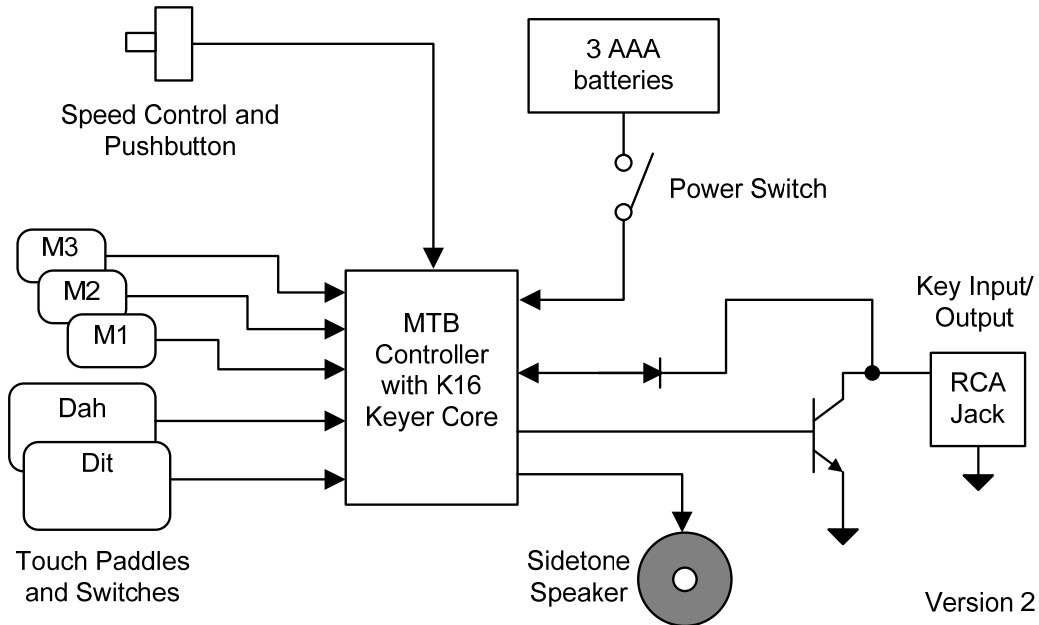 3 AAA
batteries
Speed Control and
Pushbutton
Power Switch
M3
M2
M1
Dah
Dit
Touch Paddles
and Switches
MTB
Controller
with K16
Keyer Core
Key Input/
Output
RCA
Jack
Sidetone
Speaker
Version 2